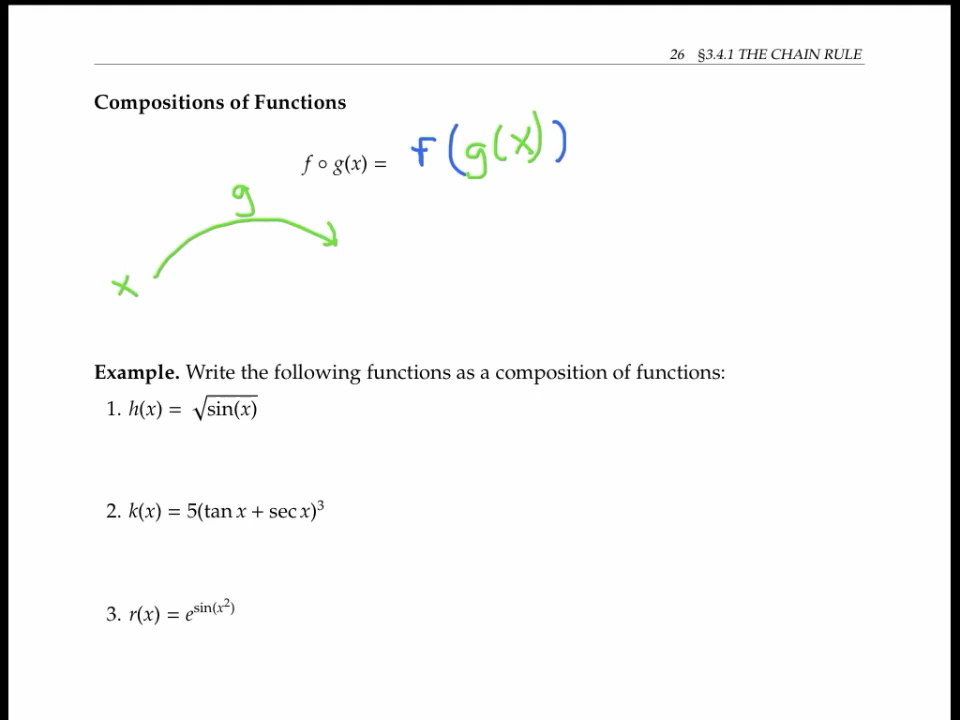 26 §3.4.1 THE CHAIN RULE
Compositions of Functions
f ∘ g(x) = f(g(x))
g
x
Example. Write the following functions as a composition of functions:
1. h(x) = √sin(x)
2. k(x) = 5(tan x + sec x)³
3. r(x) = e^sin(x²)